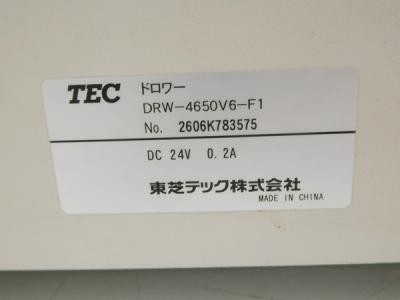 TEC ドロワー
DRW-4650V6-F1
No. 2606K783575
DC 24V 0.2A
東芝テック株式会社
MADE IN CHINA